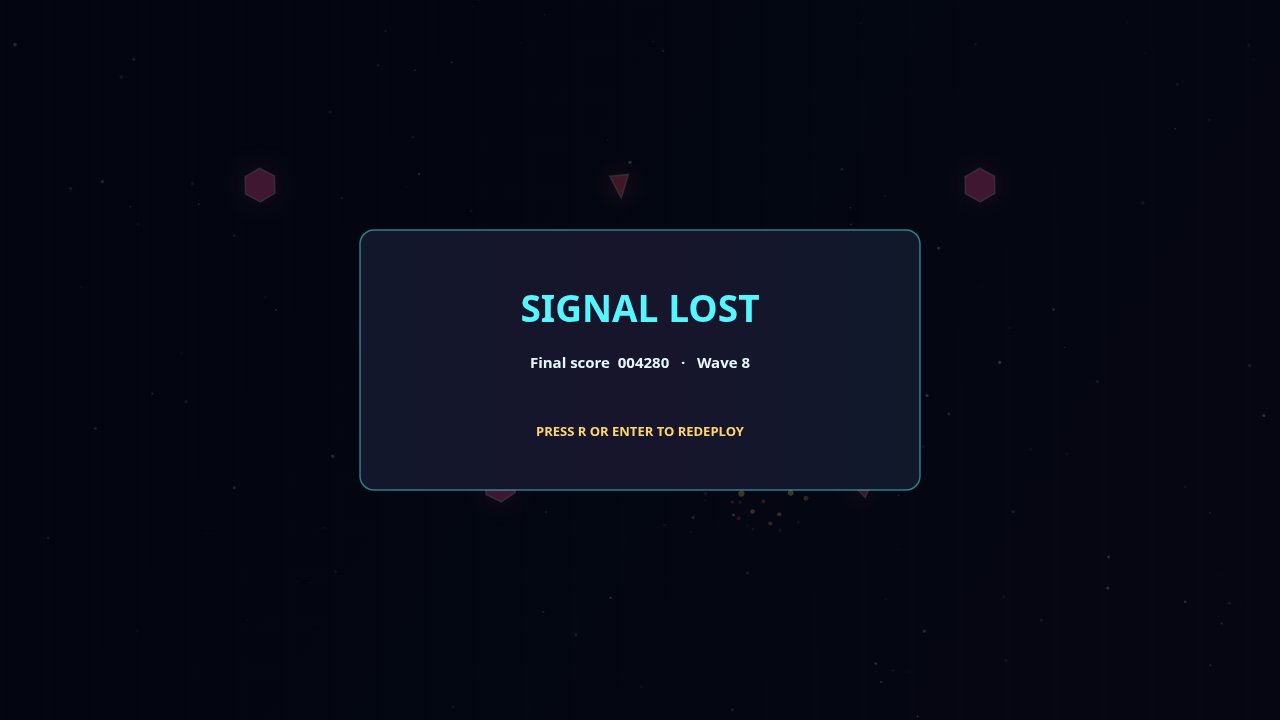 SIGNAL LOST
Final score 004280 · Wave 8
PRESS R OR ENTER TO REDEPLOY